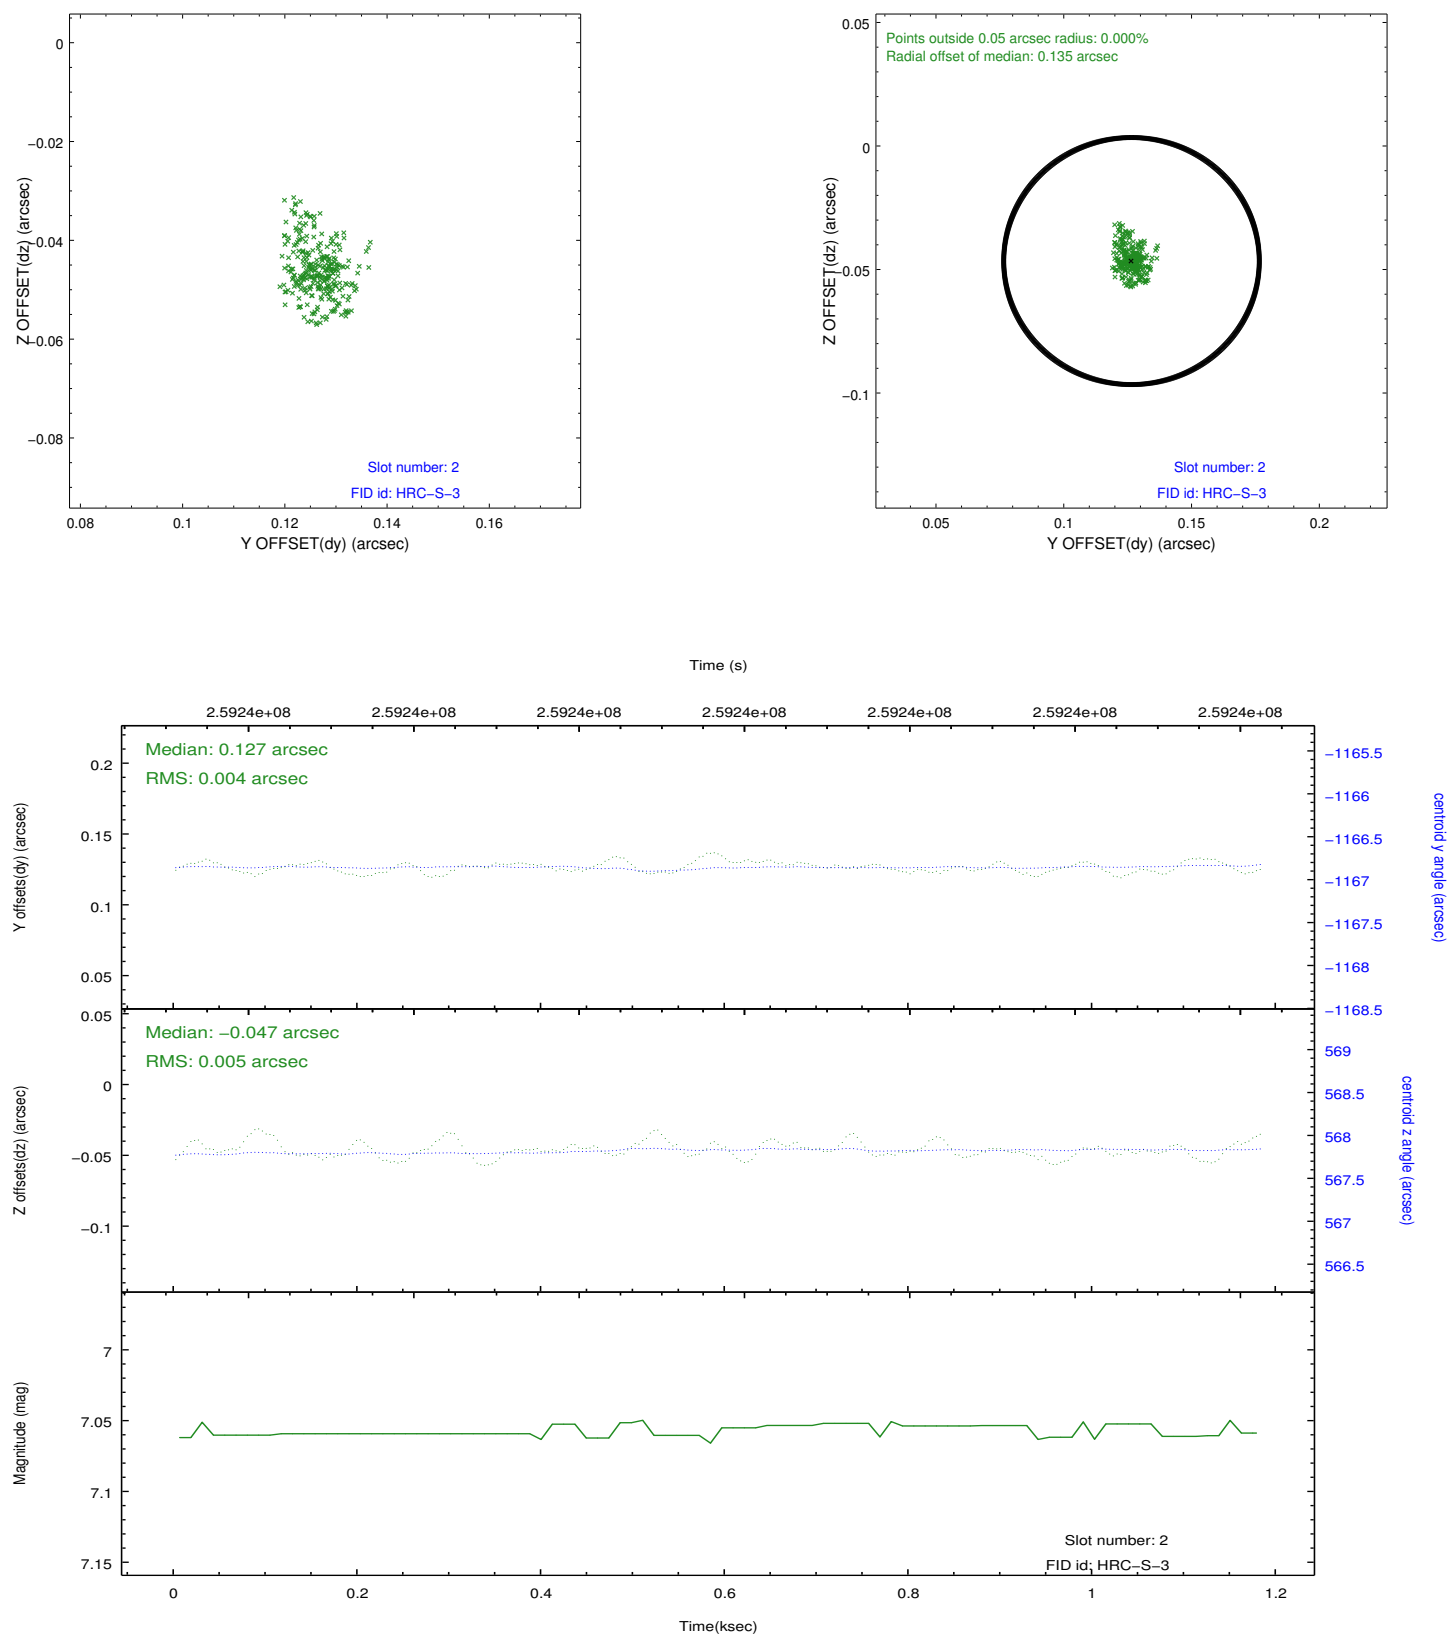 0
−0.02
−0.04
−0.06
−0.08
Z OFFSET(dz) (arcsec)
Slot number: 2
FID id: HRC−S−3
0.08
0.1
0.12
0.14
0.16
Y OFFSET(dy) (arcsec)
Points outside 0.05 arcsec radius: 0.000%
Radial offset of median: 0.135 arcsec
0.05
0
−0.05
−0.1
Z OFFSET(dz) (arcsec)
Slot number: 2
FID id: HRC−S−3
0.05
0.1
0.15
0.2
Y OFFSET(dy) (arcsec)
Time (s)
2.5924e+08
2.5924e+08
2.5924e+08
2.5924e+08
2.5924e+08
2.5924e+08
2.5924e+08
Median: 0.127 arcsec
RMS: 0.004 arcsec
0.2
0.15
0.1
0.05
Y offsets(dy) (arcsec)
−1165.5
−1166
−1166.5
−1167
−1167.5
−1168
−1168.5
centroid y angle (arcsec)
Median: −0.047 arcsec
RMS: 0.005 arcsec
0.05
0
−0.05
−0.1
Z offsets(dz) (arcsec)
569
568.5
568
567.5
567
566.5
centroid z angle (arcsec)
7
7.05
7.1
7.15
Magnitude (mag)
Slot number: 2
FID id: HRC−S−3
0
0.2
0.4
0.6
0.8
1
1.2
Time(ksec)